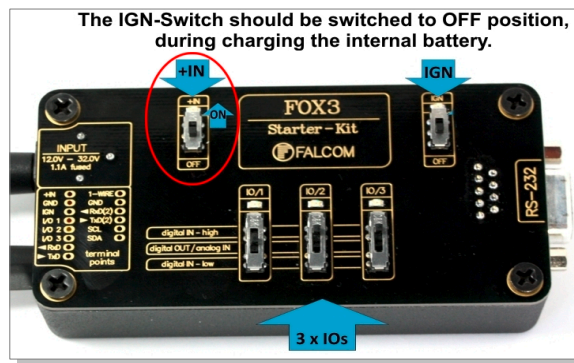 The IGN-Switch should be switched to OFF position,
during charging the internal battery.
+IN
IGN
+IN
ON
OFF
FOX3
Starter-Kit
FALCOM
IGN
OFF
INPUT
12.0V - 32.0V
1.1A fused
+IN
GND
IGN
I/O 1
I/O 2
I/O 3
◄RxD
►TxD
1-WIRE
GND
◄RxD(2)
►TxD(2)
SCL
SDA
terminal
points
IO/1
IO/2
IO/3
digital IN - high
digital OUT / analog IN
digital IN - low
RS-232
3 x IOs